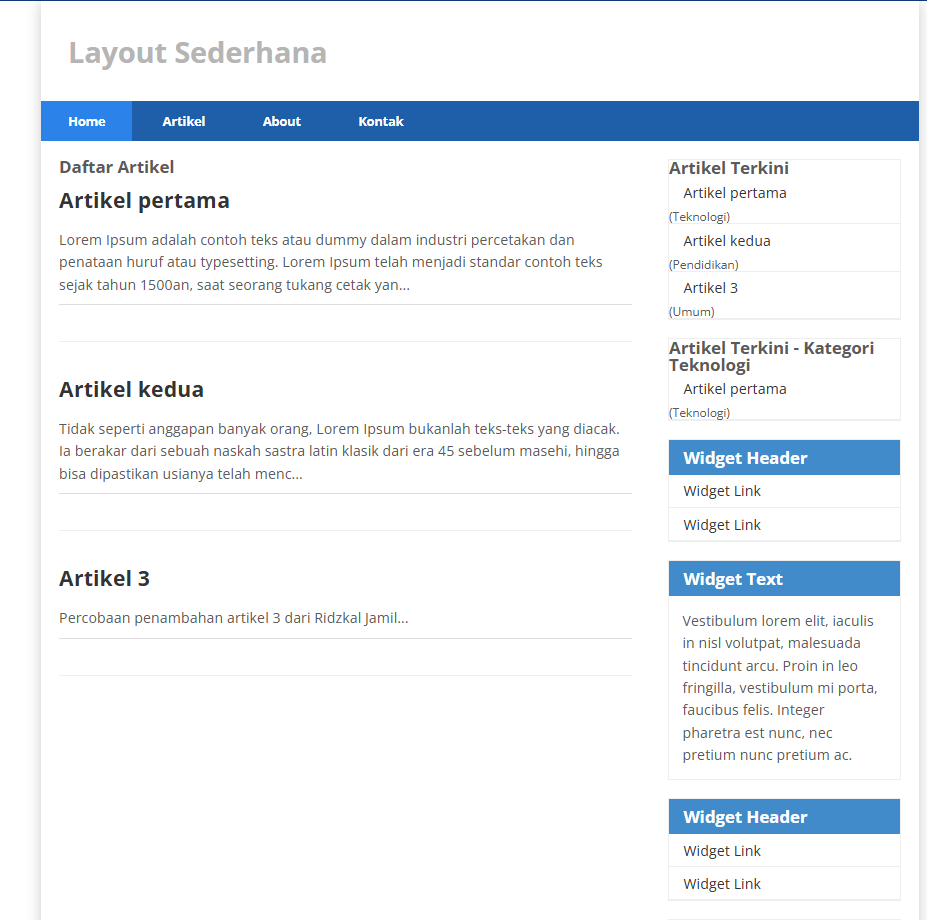 Layout Sederhana
Home Artikel About Kontak
Daftar Artikel
Artikel pertama
Lorem Ipsum adalah contoh teks atau dummy dalam industri percetakan dan
penataan huruf atau typesetting. Lorem Ipsum telah menjadi standar contoh teks
sejak tahun 1500an, saat seorang tukang cetak yan...
Artikel kedua
Tidak seperti anggapan banyak orang, Lorem Ipsum bukanlah teks-teks yang diacak.
Ia berakar dari sebuah naskah sastra latin klasik dari era 45 sebelum masehi, hingga
bisa dipastikan usianya telah menc...
Artikel 3
Percobaan penambahan artikel 3 dari Ridzkal Jamil...
Artikel Terkini
Artikel pertama
(Teknologi)
Artikel kedua
(Pendidikan)
Artikel 3
(Umum)
Artikel Terkini - Kategori
Teknologi
Artikel pertama
(Teknologi)
Widget Header
Widget Link
Widget Link
Widget Text
Vestibulum lorem elit, iaculis
in nisl volutpat, malesuada
tincidunt arcu. Proin in leo
fringilla, vestibulum mi porta,
faucibus felis. Integer
pharetra est nunc, nec
pretium nunc pretium ac.
Widget Header
Widget Link
Widget Link